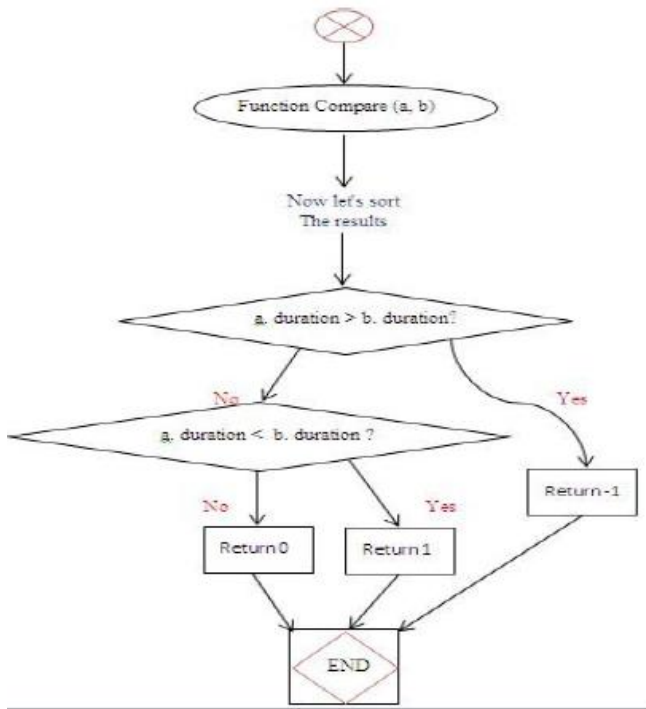 Function Compare (a, b)
Now let's sort
The results
a. duration > b. duration?
No
Yes
a. duration < b. duration ?
No
Yes
Return -1
Return 0
Return 1
END